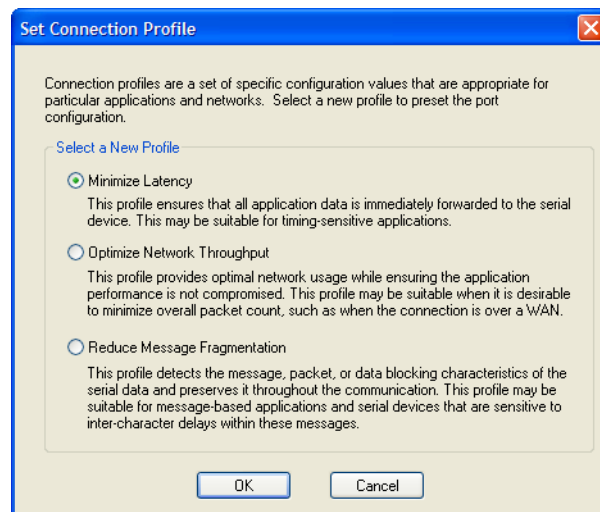 Set Connection Profile
Connection profiles are a set of specific configuration values that are appropriate for
particular applications and networks. Select a new profile to preset the port
configuration.
Select a New Profile
Minimize Latency
This profile ensures that all application data is immediately forwarded to the serial
device. This may be suitable for timing-sensitive applications.
Optimize Network Throughput
This profile provides optimal network usage while ensuring the application
performance is not compromised. This profile may be suitable when it is desirable
to minimize overall packet count, such as when the connection is over a WAN.
Reduce Message Fragmentation
This profile detects the message, packet, or data blocking characteristics of the
serial data and preserves it throughout the communication. This profile may be
suitable for message-based applications and serial devices that are sensitive to
inter-character delays within these messages.
OK Cancel